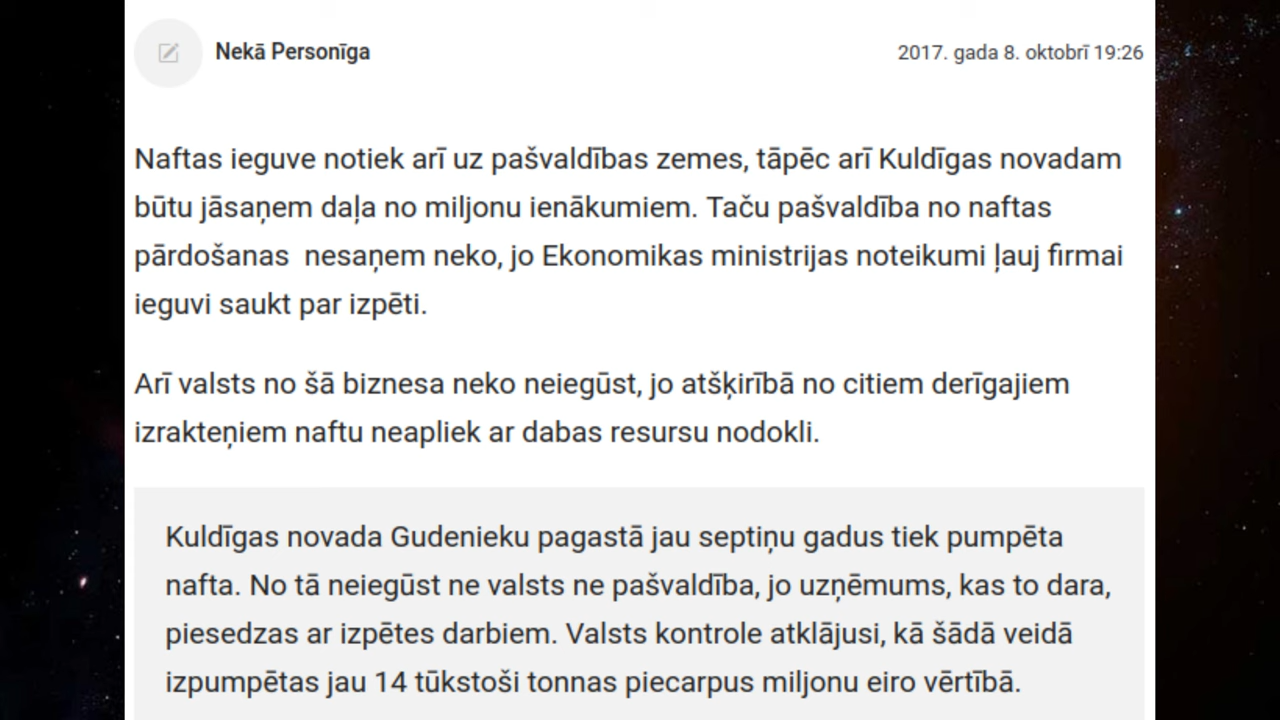 Nekā Personīga
2017. gada 8. oktobrī 19:26
Naftas ieguve notiek arī uz pašvaldības zemes, tāpēc arī Kuldīgas novadam
būtu jāsaņem daļa no miljonu ienākumiem. Taču pašvaldība no naftas
pārdošanas  nesaņem neko, jo Ekonomikas ministrijas noteikumi ļauj firmai
ieguvi saukt par izpēti.
Arī valsts no šā biznesa neko neiegūst, jo atšķirībā no citiem derīgajiem
izrakteņiem naftu neapliek ar dabas resursu nodokli.
Kuldīgas novada Gudenieku pagastā jau septiņu gadus tiek pumpēta
nafta. No tā neiegūst ne valsts ne pašvaldība, jo uzņēmums, kas to dara,
piesedzas ar izpētes darbiem. Valsts kontrole atklājusi, kā šādā veidā
izpumpētas jau 14 tūkstoši tonnas piecarpus miljonu eiro vērtībā.